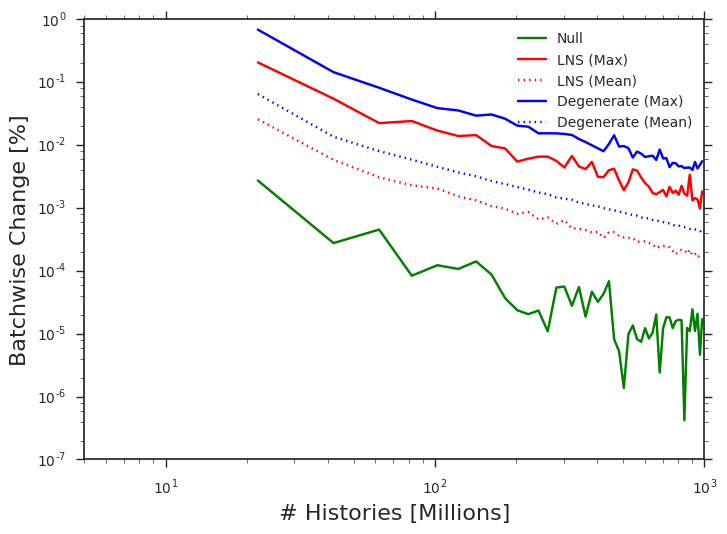 10^0
10^-1
10^-2
10^-3
10^-4
10^-5
10^-6
10^-7
Batchwise Change [%]
Null
LNS (Max)
LNS (Mean)
Degenerate (Max)
Degenerate (Mean)
10^1
10^2
10^3
# Histories [Millions]